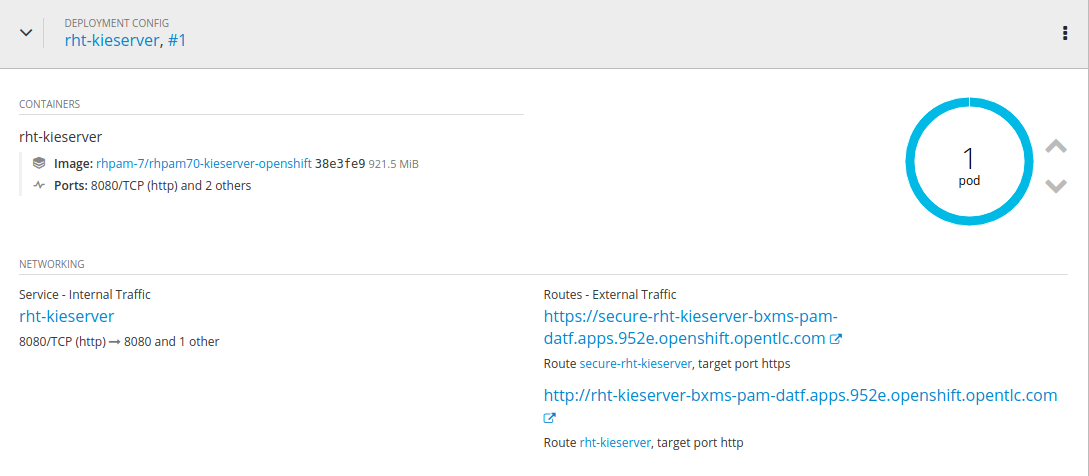 DEPLOYMENT CONFIG
rht-kieserver, #1
CONTAINERS
rht-kieserver
Image: rhpam-7/rhpam70-kieserver-openshift 38e3fe9 921.5 MiB
Ports: 8080/TCP (http) and 2 others
1
pod
NETWORKING
Service - Internal Traffic
rht-kieserver
8080/TCP (http) → 8080 and 1 other
Routes - External Traffic
https://secure-rht-kieserver-bxms-pam-
datf.apps.952e.openshift.opentlc.com
Route secure-rht-kieserver, target port https
http://rht-kieserver-bxms-pam-datf.apps.952e.openshift.opentlc.com
Route rht-kieserver, target port http